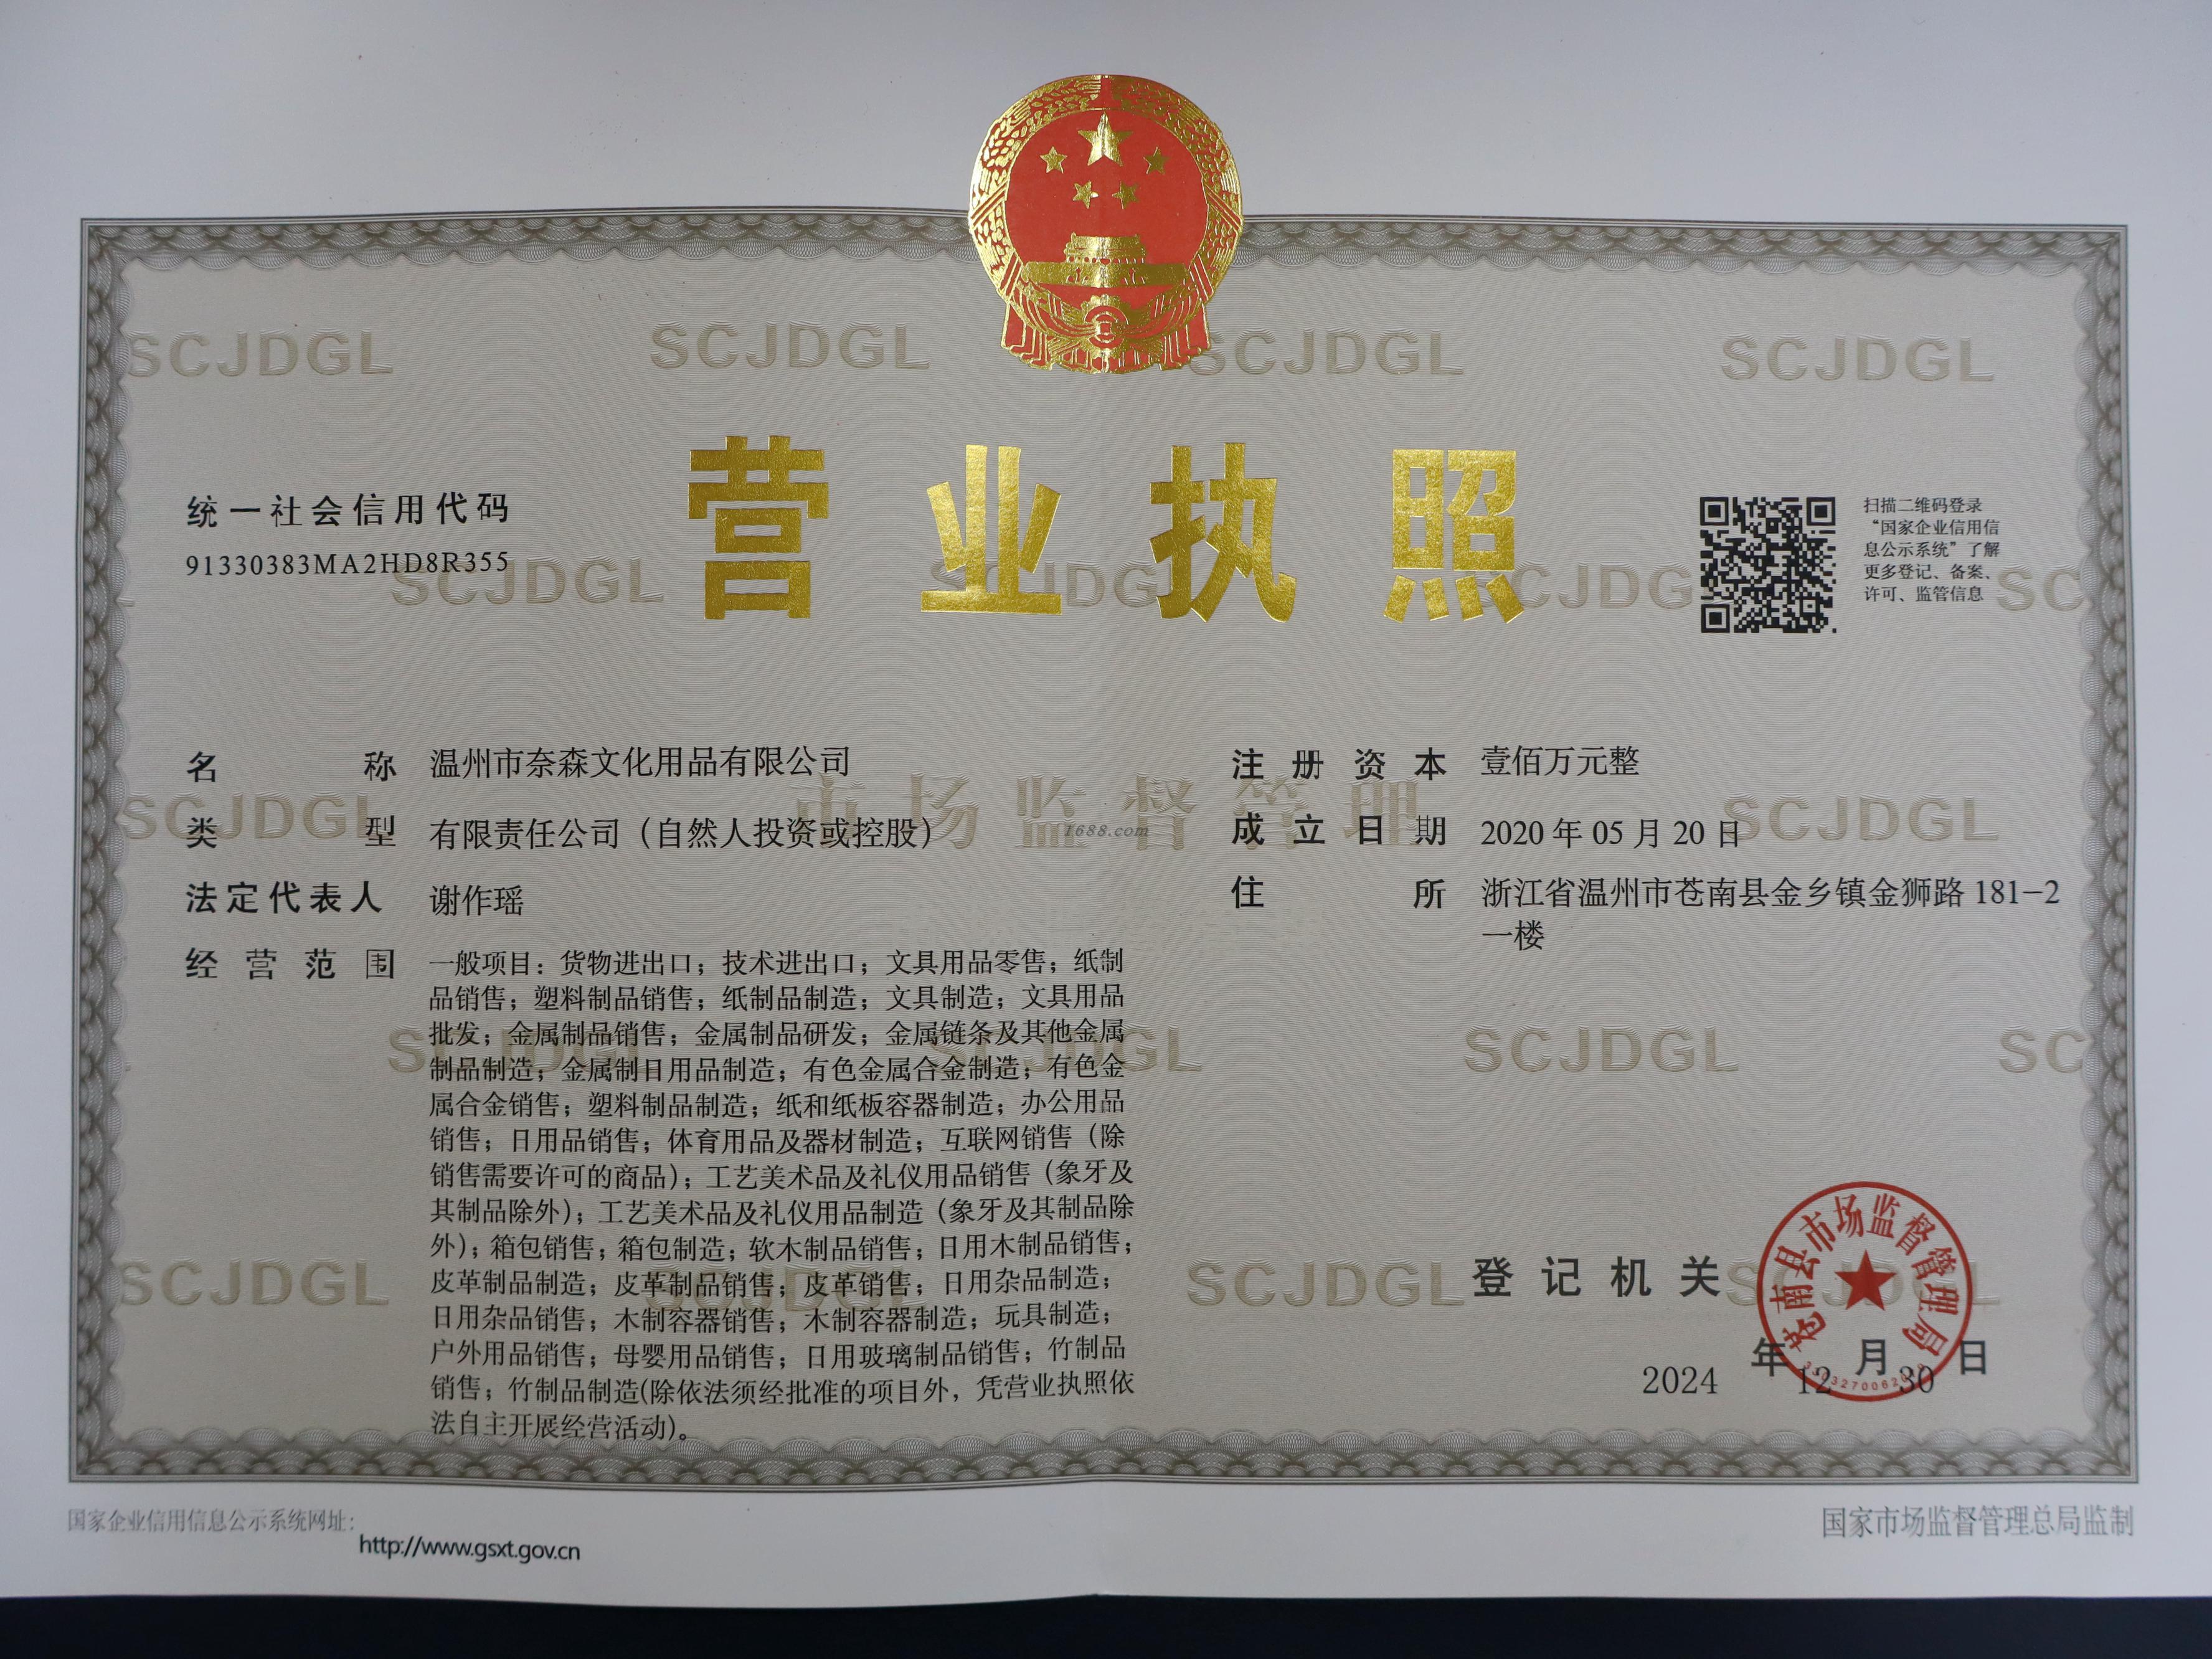 SCJDGL SCJDGL SCJDGL SCJDGL
营业执照
统一社会信用代码
91330383MA2HD8R355
扫描二维码登录
“国家企业信用信
息公示系统”了解
更多登记、备案、
许可、监管信息
SCJDGL SCJDGL SC
名称 温州市奈森文化用品有限公司
类型 有限责任公司（自然人投资或控股）
法定代表人 谢作瑶
经营范围 一般项目：货物进出口；技术进出口；文具用品零售；纸制
品销售；塑料制品销售；纸制品制造；文具制造；文具用品
批发；金属制品销售；金属制品研发；金属链条及其他金属
制品制造；金属制日用品制造；有色金属合金制造；有色金
属合金销售；塑料制品制造；纸和纸板容器制造；办公用品
销售；日用品销售；体育用品及器材制造；互联网销售（除
销售需要许可的商品）；工艺美术品及礼仪用品销售（象牙及
其制品除外）；工艺美术品及礼仪用品制造（象牙及其制品除
外）；箱包销售；箱包制造；软木制品销售；日用木制品销售；
皮革制品制造；皮革制品销售；皮革销售；日用杂品制造；
日用杂品销售；木制容器销售；木制容器制造；玩具制造；
户外用品销售；母婴用品销售；日用玻璃制品销售；竹制品
销售；竹制品制造(除依法须经批准的项目外，凭营业执照依
法自主开展经营活动)。
注册资本 壹佰万元整
成立日期 2020年05月20日
住所 浙江省温州市苍南县金乡镇金狮路181-2
一楼
市场监督管理
1688.com
SCJDGL SCJDGL
SCJDGL SCJDGL SCJDGL SC
SCJDGL SCJDGL SCJDGL SCJDGL
登记机关
苍南县市场监督管理局
2024年12月30日
国家企业信用信息公示系统网址：
http://www.gsxt.gov.cn
国家市场监督管理总局监制